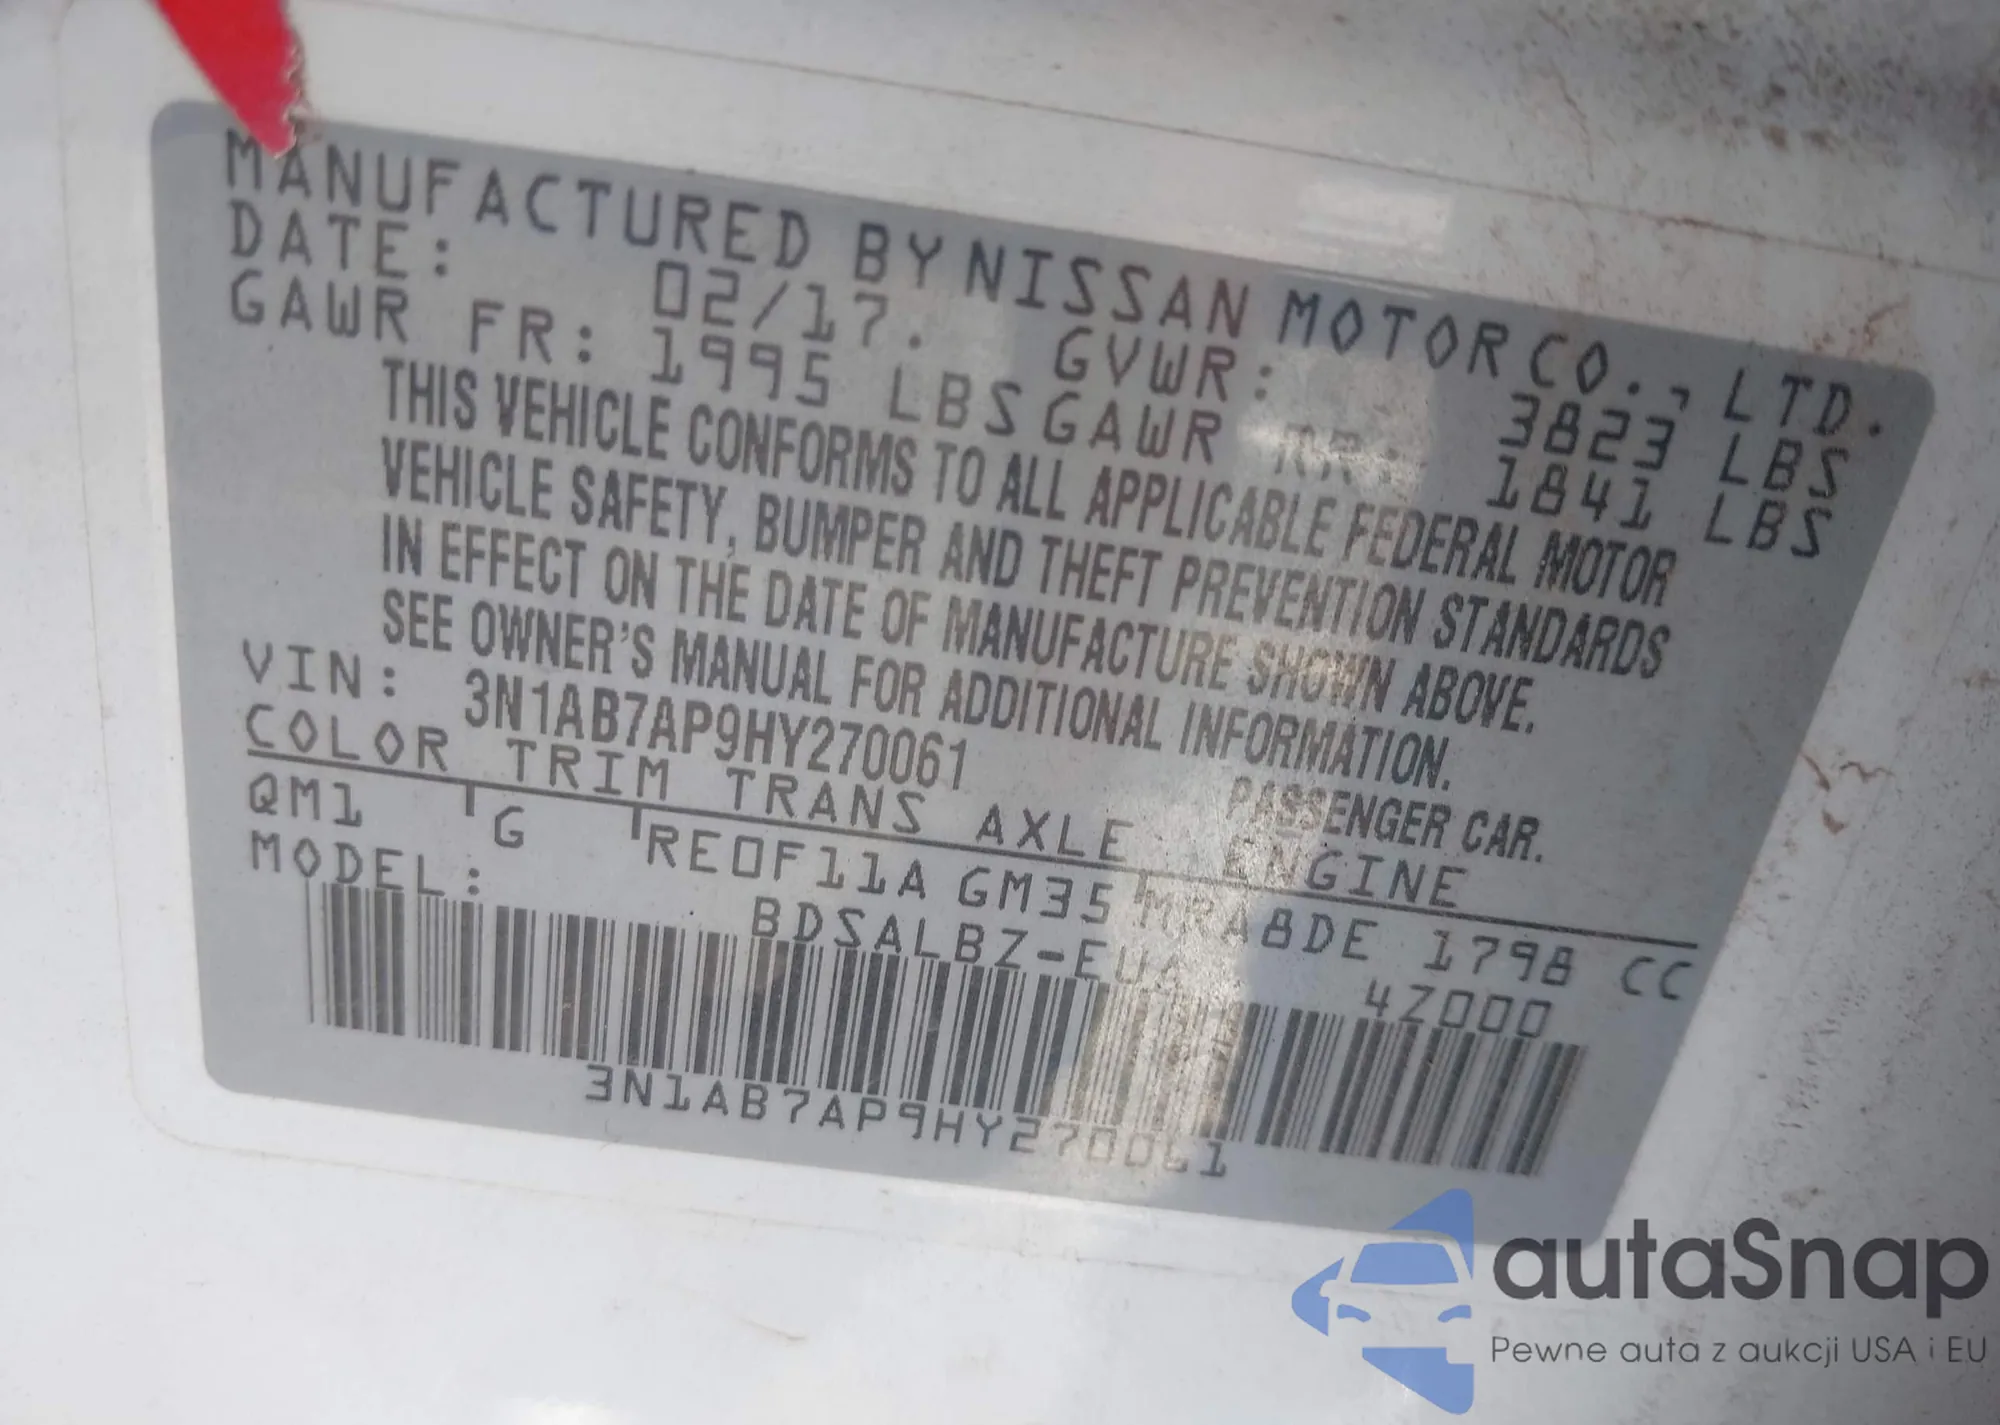 MANUFACTURED BY NISSAN MOTOR CO., LTD.
DATE: 02/17. GVWR: 3823 LBS
GAWR FR: 1995 LBS GAWR RR: 1841 LBS
THIS VEHICLE CONFORMS TO ALL APPLICABLE FEDERAL MOTOR
VEHICLE SAFETY, BUMPER AND THEFT PREVENTION STANDARDS
IN EFFECT ON THE DATE OF MANUFACTURE SHOWN ABOVE.
SEE OWNER'S MANUAL FOR ADDITIONAL INFORMATION.
VIN: 3N1AB7AP9HY270061 PASSENGER CAR.
COLOR TRIM TRANS AXLE ENGINE
QM1 G RE0F11A GM35 MRA8DE 1798 CC
MODEL: BDSALBZ-EUA 4Z000
3N1AB7AP9HY270061
autaSnap
Pewne auta z aukcji USA i EU